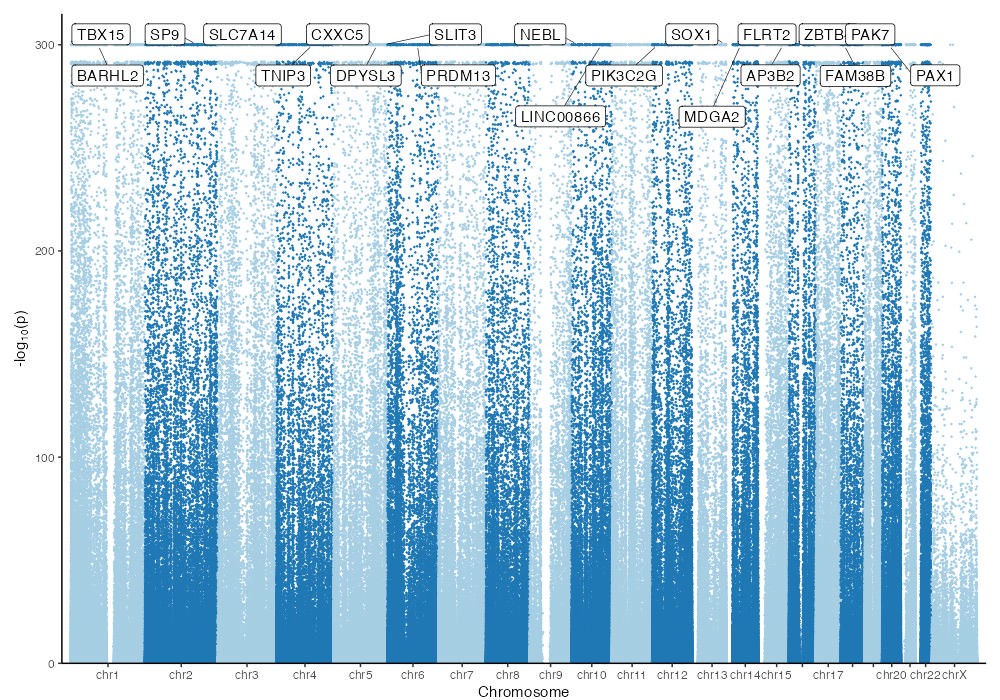 TBX15 SP9 SLC7A14 CXXC5 SLIT3 NEBL SOX1 FLRT2 ZBTB PAK7
300
BARHL2 TNIP3 DPYSL3 PRDM13 PIK3C2G AP3B2 FAM38B PAX1
LINC00866 MDGA2
200
-log10(p)
100
0
chr1 chr2 chr3 chr4 chr5 chr6 chr7 chr8 chr9 chr10 chr11 chr12 chr13 chr14 chr15 chr17 chr20 chr22 chrX
Chromosome